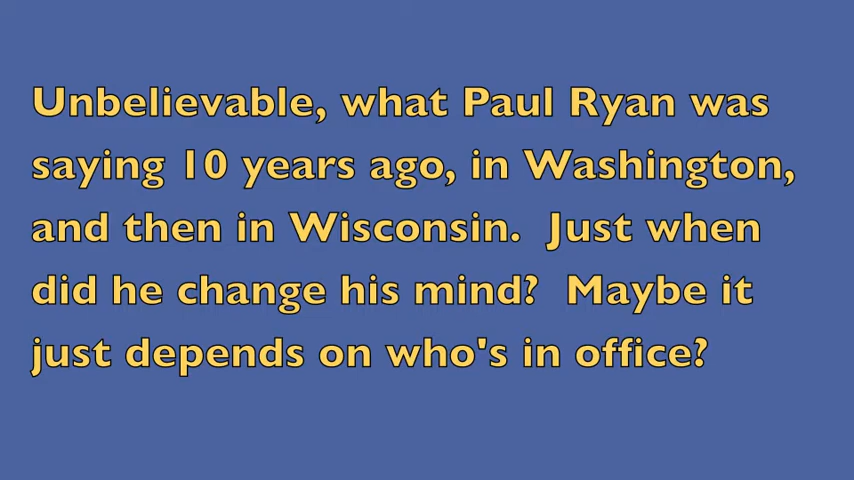 Unbelievable, what Paul Ryan was
saying 10 years ago, in Washington,
and then in Wisconsin.  Just when
did he change his mind?  Maybe it
just depends on who's in office?